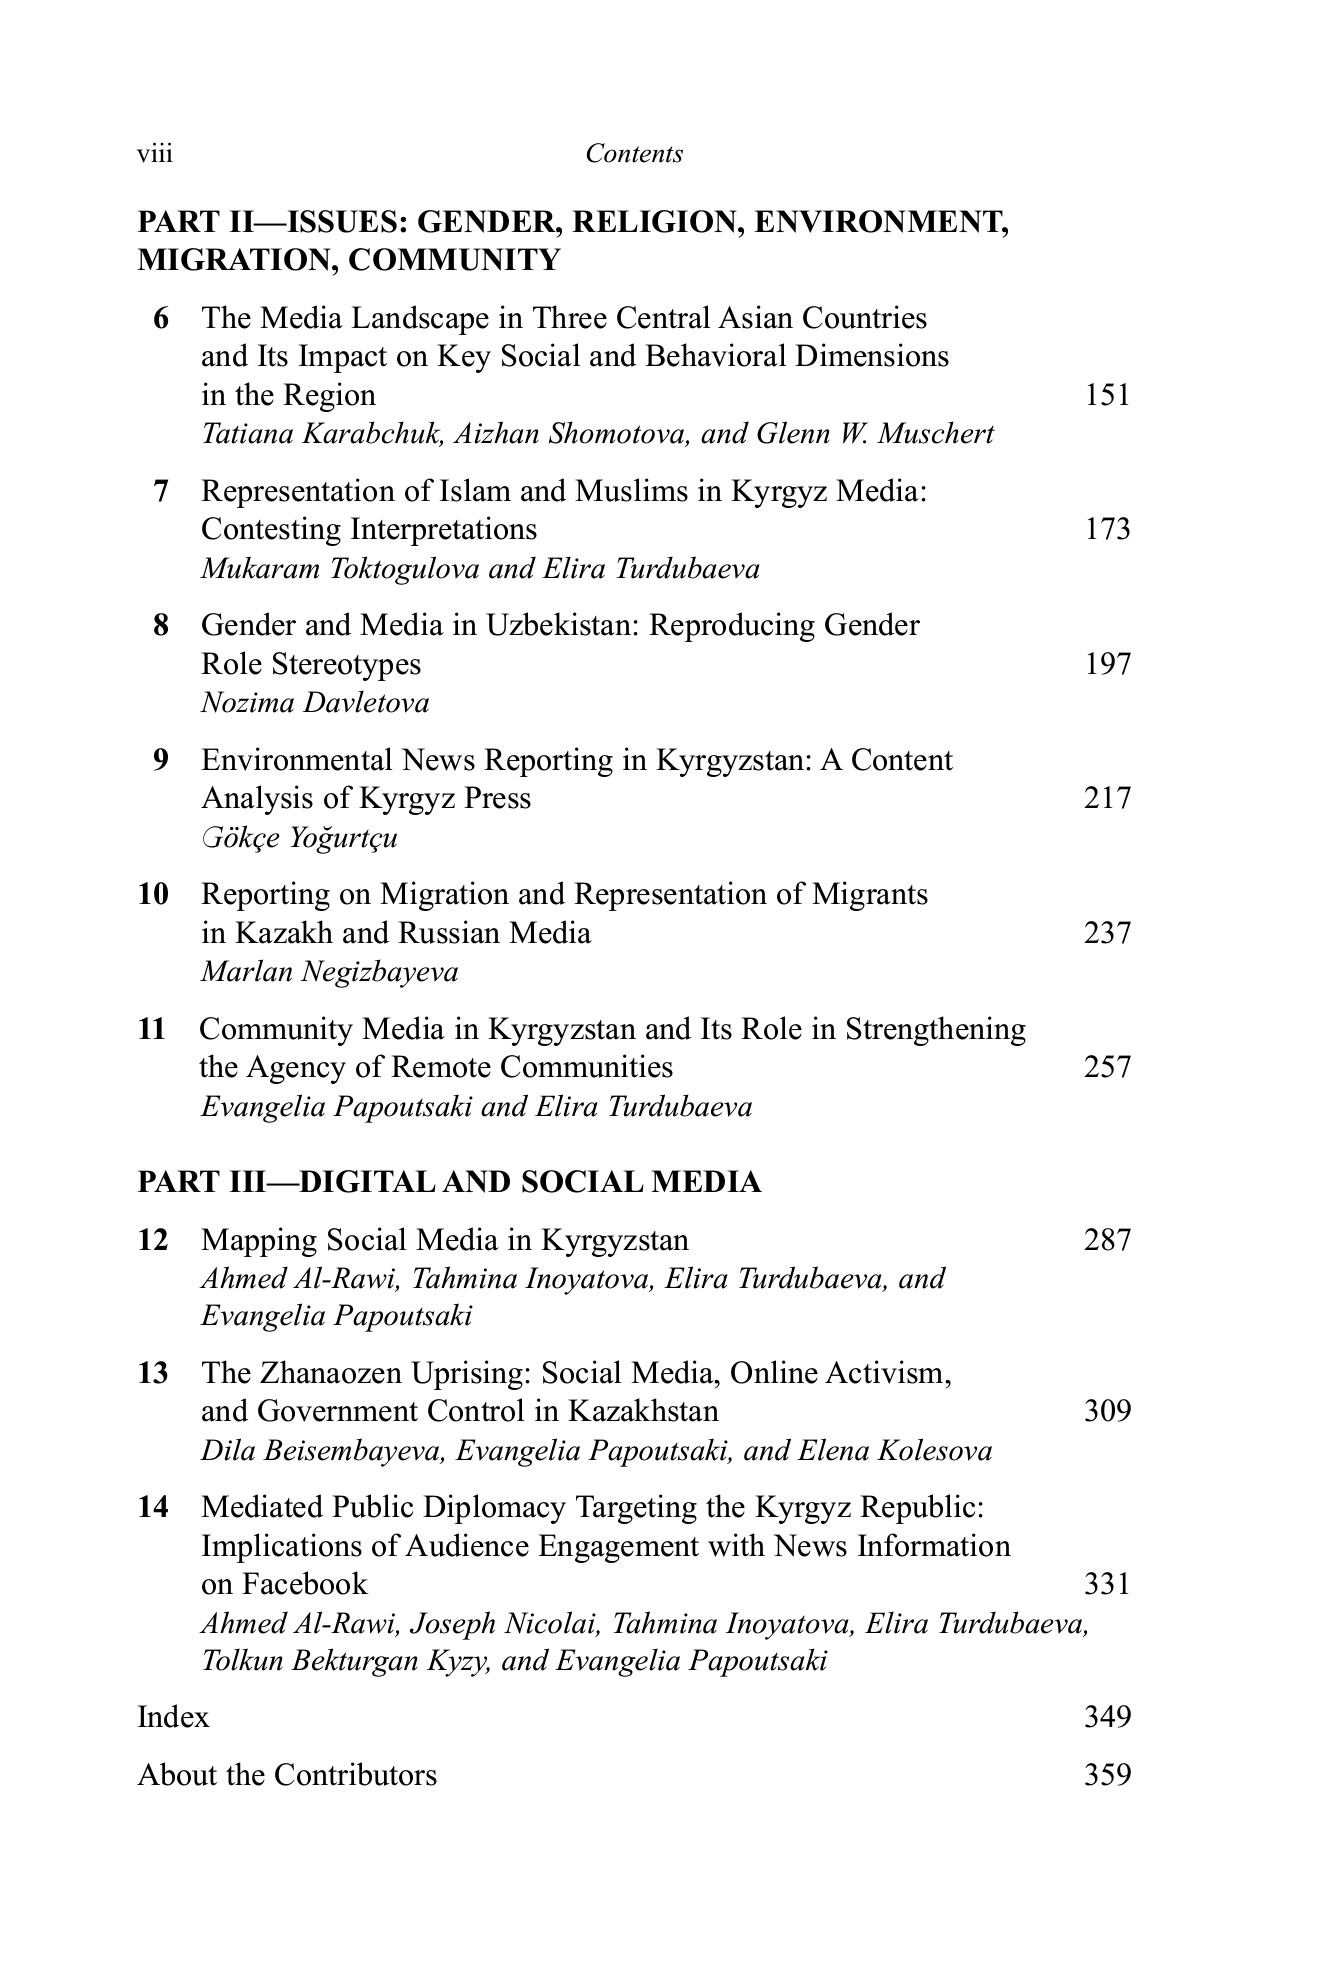 viii Contents
PART II—ISSUES: GENDER, RELIGION, ENVIRONMENT,
MIGRATION, COMMUNITY
6 The Media Landscape in Three Central Asian Countries
and Its Impact on Key Social and Behavioral Dimensions
in the Region 151
Tatiana Karabchuk, Aizhan Shomotova, and Glenn W. Muschert
7 Representation of Islam and Muslims in Kyrgyz Media:
Contesting Interpretations 173
Mukaram Toktogulova and Elira Turdubaeva
8 Gender and Media in Uzbekistan: Reproducing Gender
Role Stereotypes 197
Nozima Davletova
9 Environmental News Reporting in Kyrgyzstan: A Content
Analysis of Kyrgyz Press 217
Gökçe Yoğurtçu
10 Reporting on Migration and Representation of Migrants
in Kazakh and Russian Media 237
Marlan Negizbayeva
11 Community Media in Kyrgyzstan and Its Role in Strengthening
the Agency of Remote Communities 257
Evangelia Papoutsaki and Elira Turdubaeva
PART III—DIGITAL AND SOCIAL MEDIA
12 Mapping Social Media in Kyrgyzstan 287
Ahmed Al-Rawi, Tahmina Inoyatova, Elira Turdubaeva, and
Evangelia Papoutsaki
13 The Zhanaozen Uprising: Social Media, Online Activism,
and Government Control in Kazakhstan 309
Dila Beisembayeva, Evangelia Papoutsaki, and Elena Kolesova
14 Mediated Public Diplomacy Targeting the Kyrgyz Republic:
Implications of Audience Engagement with News Information
on Facebook 331
Ahmed Al-Rawi, Joseph Nicolai, Tahmina Inoyatova, Elira Turdubaeva,
Tolkun Bekturgan Kyzy, and Evangelia Papoutsaki
Index 349
About the Contributors 359